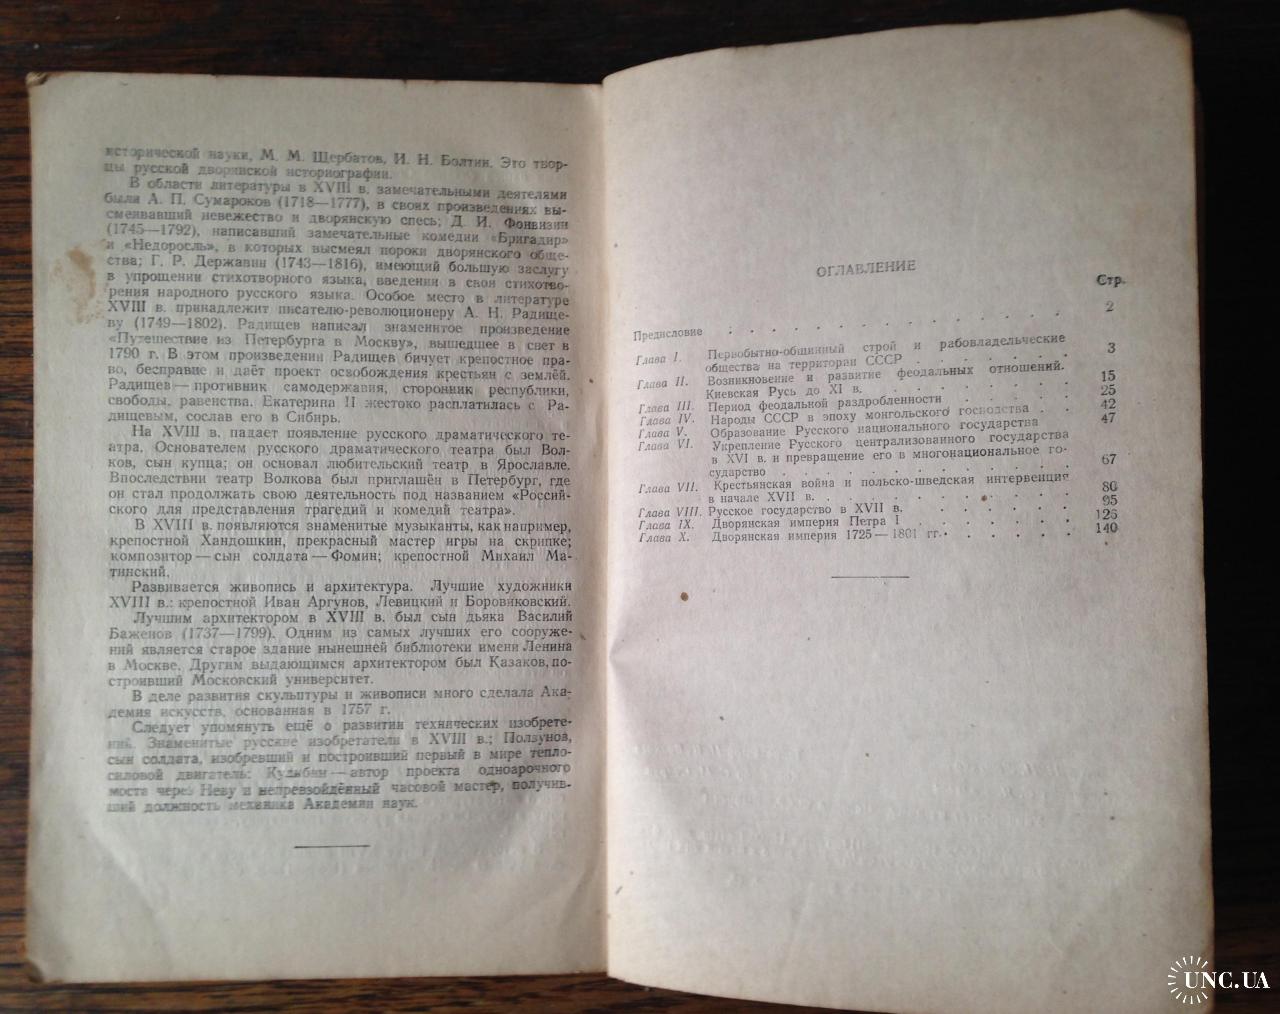 исторической науки, М. М. Щербатов, И. Н. Болтин. Это твор-
цы русской дворянской историографии.
В области литературы в XVIII в. замечательными деятелями
были А. П. Сумароков (1718—1777), в своих произведениях вы-
смеивавший невежество и дворянскую спесь; Д. И. Фонвизин
(1745—1792), написавший замечательные комедии «Бригадир»
и «Недоросль», в которых высмеял пороки дворянского обще-
ства; Г. Р. Державин (1743—1816), имеющий большую заслугу
в упрощении стихотворного языка, введении в свои стихотво-
рения народного русского языка. Особое место в литературе
XVIII в. принадлежит писателю-революционеру А. Н. Радище-
ву (1749—1802). Радищев написал знаменитое произведение
«Путешествие из Петербурга в Москву», вышедшее в свет в
1790 г. В этом произведении Радищев бичует крепостное пра-
во, бесправие и даёт проект освобождения крестьян с землёй.
Радищев — противник самодержавия, сторонник республики,
свободы, равенства. Екатерина II жестоко расплатилась с Ра-
дищевым, сослав его в Сибирь.
На XVIII в. падает появление русского драматического те-
атра. Основателем русского драматического театра был Вол-
ков, сын купца; он основал любительский театр в Ярославле.
Впоследствии театр Волкова был приглашён в Петербург, где
он стал продолжать свою деятельность под названием «Россий-
ского для представления трагедий и комедий театра».
В XVIII в. появляются знаменитые музыканты, как например,
крепостной Хандошкин, прекрасный мастер игры на скрипке;
композитор — сын солдата — Фомин; крепостной Михаил Ма-
тинский.
Развивается живопись и архитектура. Лучшие художники
XVIII в.: крепостной Иван Аргунов, Левицкий и Боровиковский.
Лучшим архитектором в XVIII в. был сын дьяка Василий
Баженов (1737—1799). Одним из самых лучших его сооруже-
ний является старое здание нынешней библиотеки имени Ленина
в Москве. Другим выдающимся архитектором был Казаков, по-
строивший Московский университет.
В деле развития скульптуры и живописи много сделала Ака-
демия искусств, основанная в 1757 г.
Следует упомянуть ещё о развитии технических изобрете-
ний. Знаменитые русские изобретатели в XVIII в.: Ползунов,
сын солдата, изобревший и построивший первый в мире тепло-
силовой двигатель: Кулибин — автор проекта одноарочного
моста через Неву и непревзойдённый часовой мастер, получив-
ший должность механика Академии наук.
ОГЛАВЛЕНИЕ
Стр.
Предисловие . . . . . . . . . . . . 2
Глава I. Первобытно-общинный строй и рабовладельческие
общества на территории СССР . . . . . . 3
Глава II. Возникновение и развитие феодальных отношений.
Киевская Русь до XI в. . . . . . . . 15
Глава III. Период феодальной раздробленности . . . . 25
Глава IV. Народы СССР в эпоху монгольского господства . . 42
Глава V. Образование Русского национального государства 47
Глава VI. Укрепление Русского централизованного государства
в XVI в. и превращение его в многонациональное го-
сударство . . . . . . . . . . 67
Глава VII. Крестьянская война и польско-шведская интервенция
в начале XVII в. . . . . . . . . 80
Глава VIII. Русское государство в XVII в. . . . . . . 95
Глава IX. Дворянская империя Петра I . . . . . . 126
Глава X. Дворянская империя 1725 — 1801 гг. . . . . . 140
UNC.UA